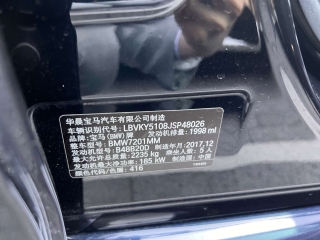 华晨宝马汽车有限公司制造
车辆识别代号: LBVKY5108JSP48026
品牌: 宝马(BMW)牌 发动机排量: 1998 ml
整车型号: BMW7201MM
发动机型号: B48B20D 制造年月: 2017.12
最大允许总质量: 2235 kg 乘坐人数: 5 人
发动机最大净功率: 185 kW 制造国: 中国
颜色代码/色图: 416